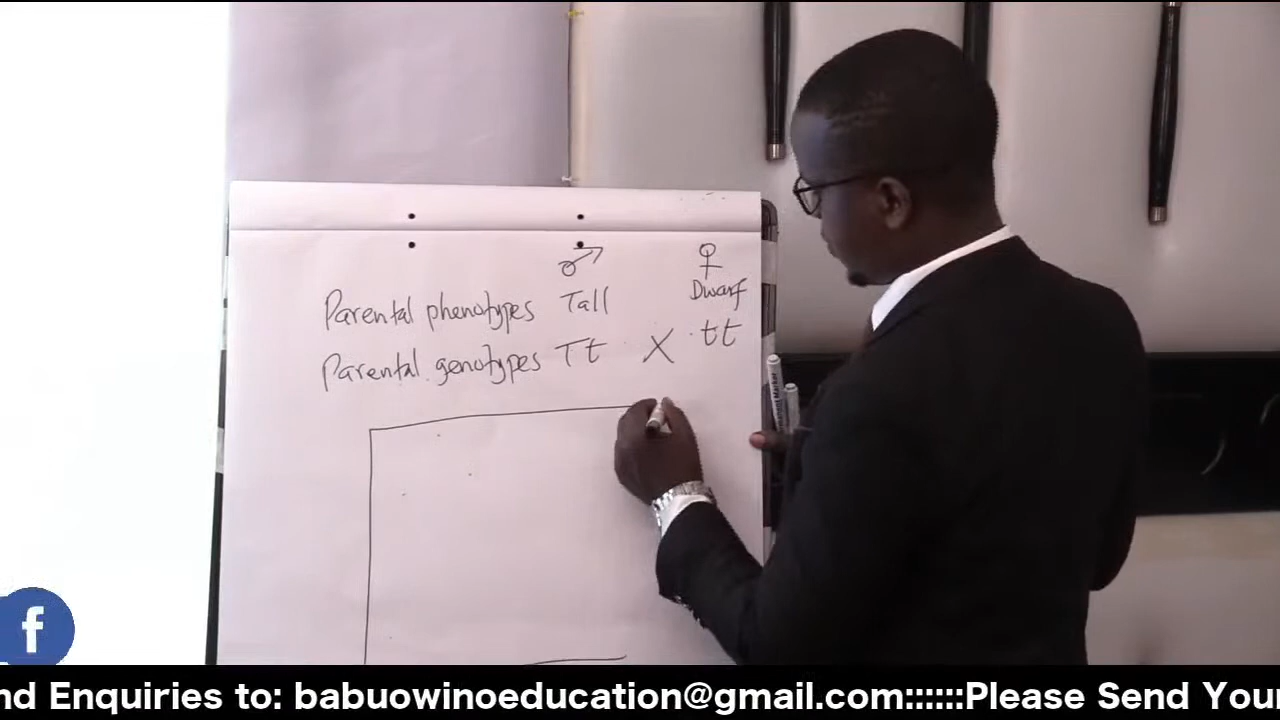 ♂ ♀
Parental phenotypes Tall Dwarf
Parental genotypes Tt X tt
f
nd Enquiries to: babuowinoeducation@gmail.com::::::Please Send Your